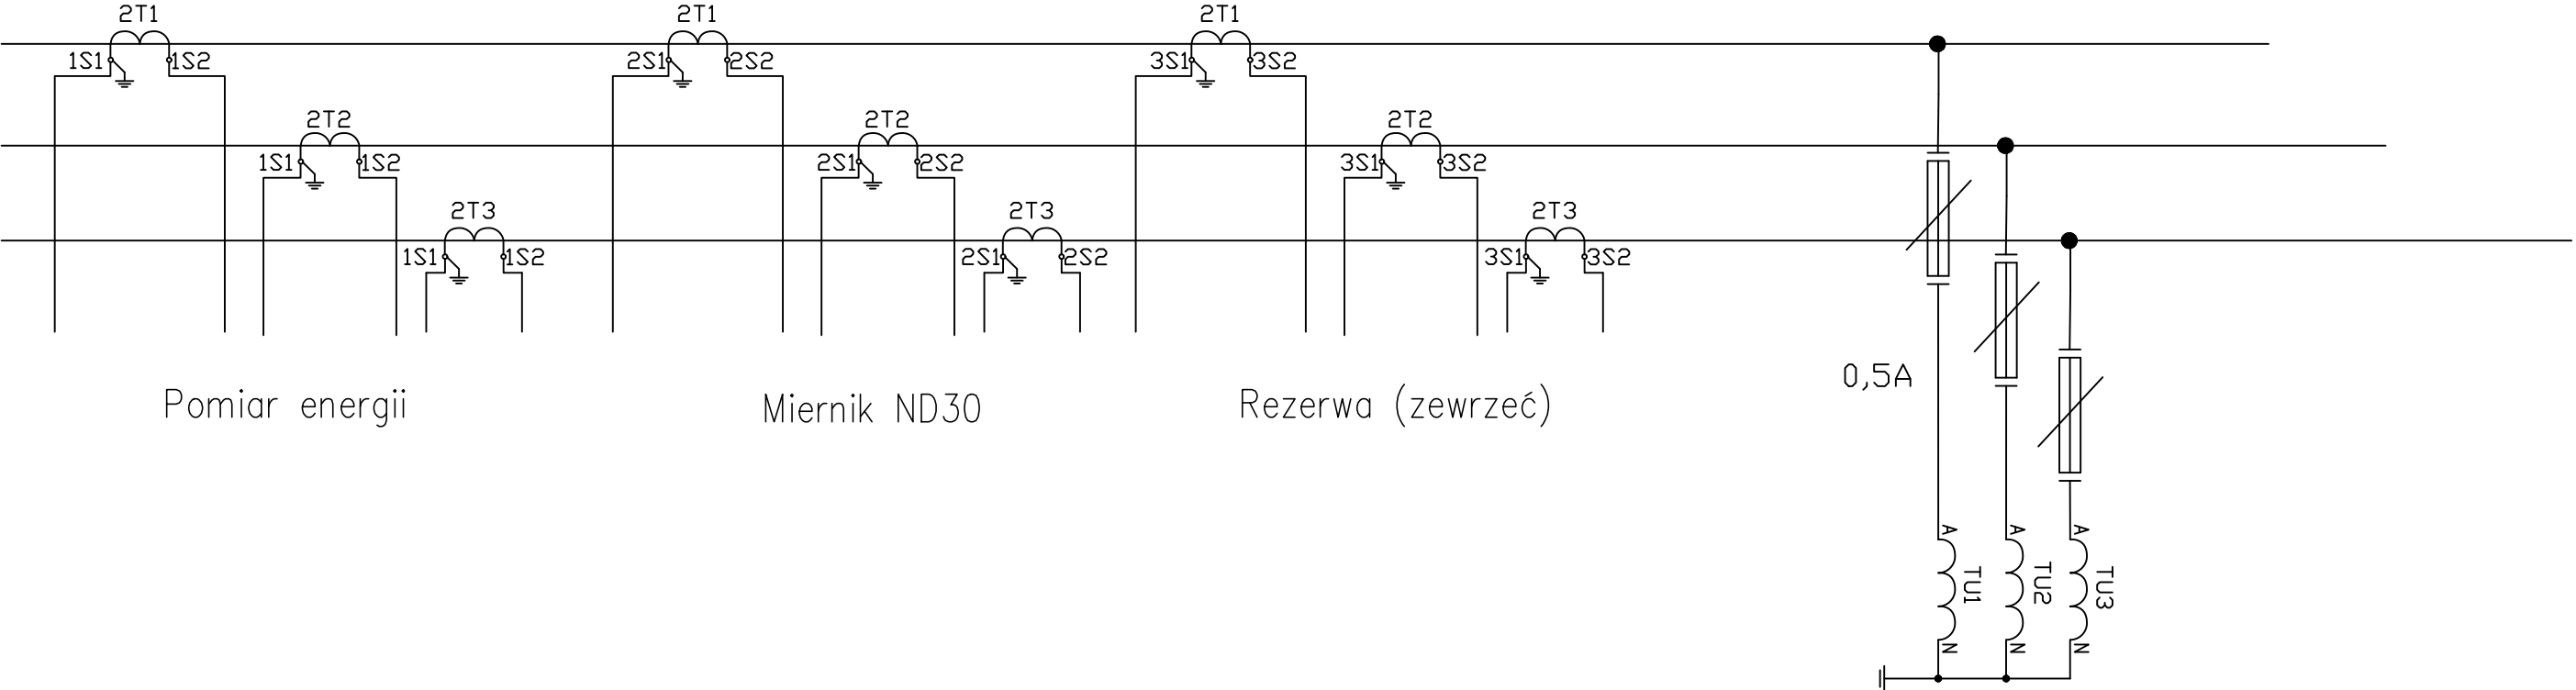 2T1 2T1 2T1
1S1 1S2 2S1 2S2 3S1 3S2
2T2 2T2 2T2
1S1 1S2 2S1 2S2 3S1 3S2
2T3 2T3 2T3
1S1 1S2 2S1 2S2 3S1 3S2
0,5A
Pomiar energii
Miernik ND30
Rezerwa (zewrzeć)
A A A
TU1 TU2 TU3
N N N